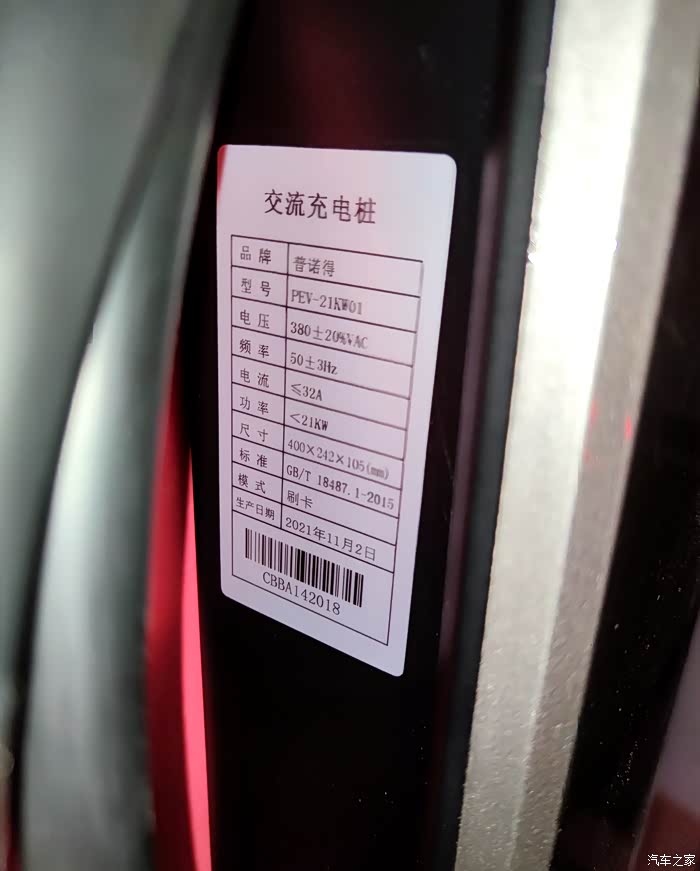 交流充电桩
品牌 普诺得
型号 PEV-21KW01
电压 380±20%VAC
频率 50±3Hz
电流 ≤32A
功率 <21KW
尺寸 400×242×105(mm)
标准 GB/T 18487.1-2015
模式 刷卡
生产日期 2021年11月2日
CBBA142018
汽车之家